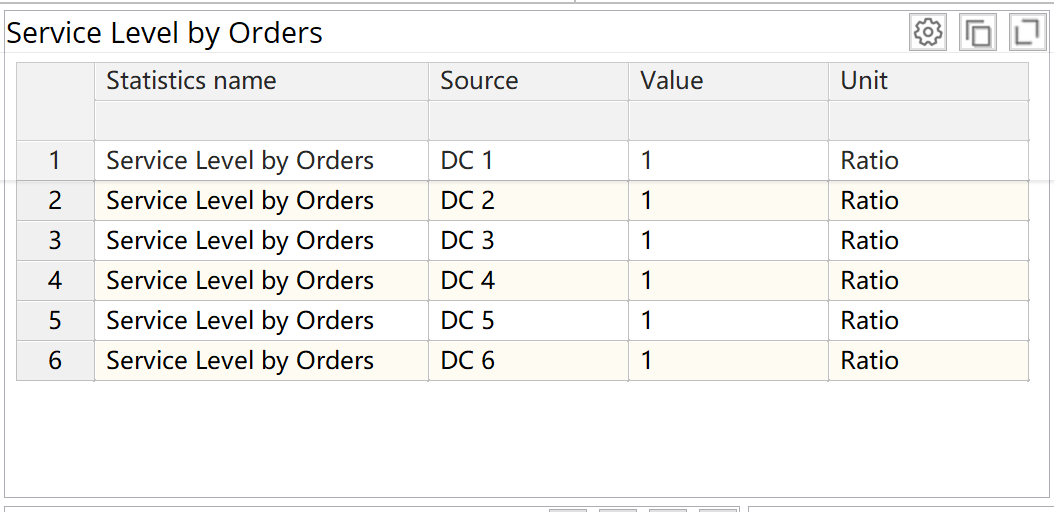 Service Level by Orders
Statistics name Source Value Unit
1 Service Level by Orders DC 1 1 Ratio
2 Service Level by Orders DC 2 1 Ratio
3 Service Level by Orders DC 3 1 Ratio
4 Service Level by Orders DC 4 1 Ratio
5 Service Level by Orders DC 5 1 Ratio
6 Service Level by Orders DC 6 1 Ratio